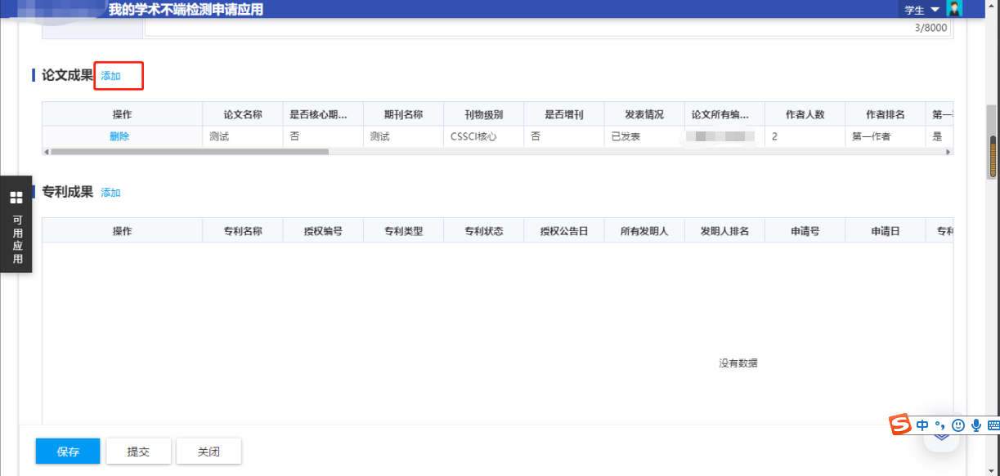 我的学术不端检测申请应用
学生
3/8000
论文成果 添加
操作 论文名称 是否核心期... 期刊名称 刊物级别 是否增刊 发表情况 论文所有编... 作者人数 作者排名
删除 测试 否 测试 CSSCI核心 否 已发表 2 第一作者 是
专利成果 添加
操作 专利名称 授权编号 专利类型 专利状态 授权公告日 所有发明人 发明人排名 申请号 申请日
没有数据
可用应用
保存 提交 关闭
中